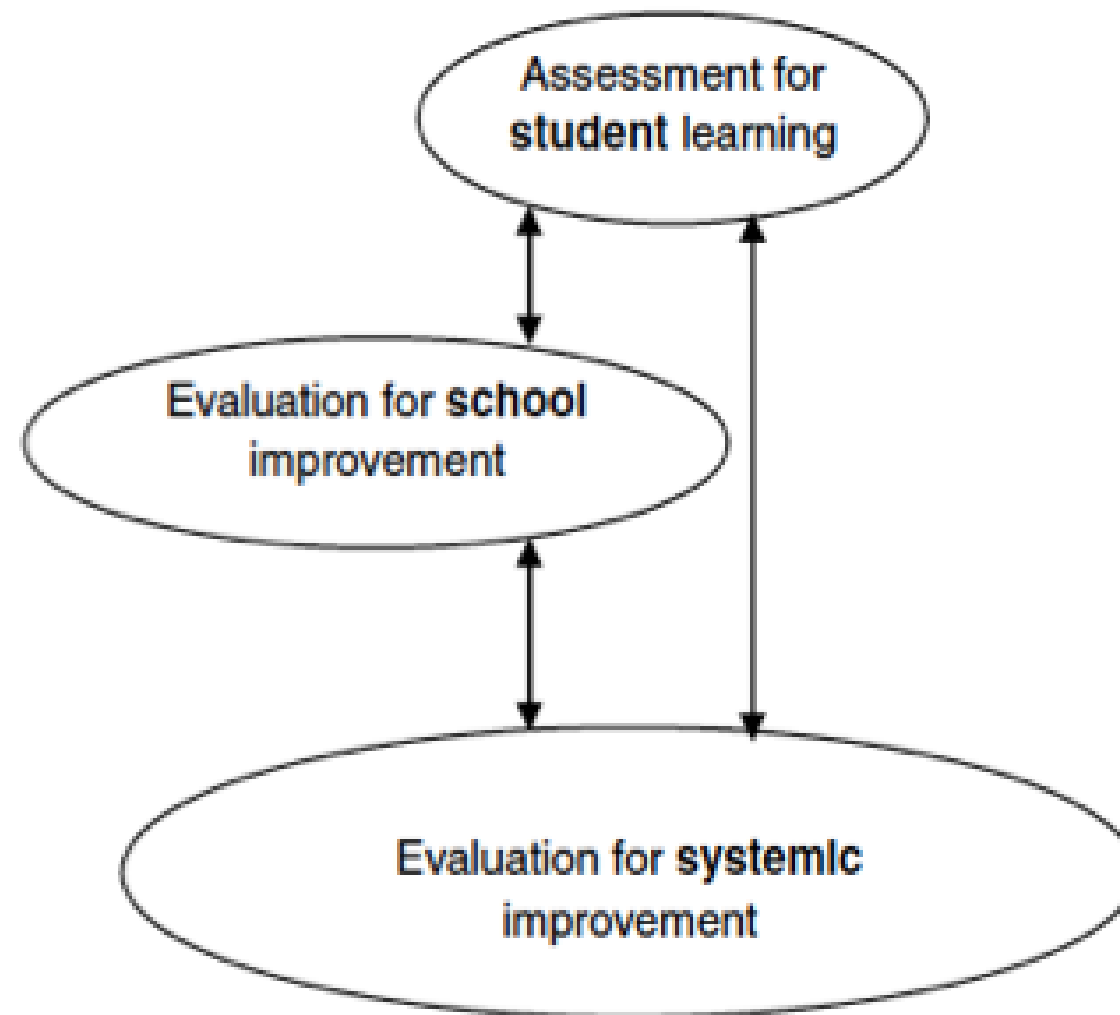 Assessment for
student learning
Evaluation for school
improvement
Evaluation for systemic
improvement